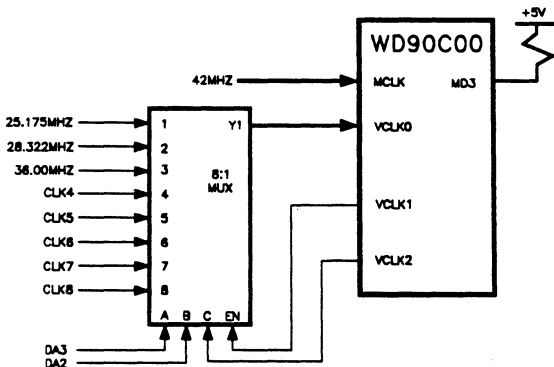 +5V
WD90C00
42MHZ
MCLK
MD3
25.175MHZ
1
Y1
VCLK0
28.322MHZ
2
36.00MHZ
3
8:1
MUX
CLK4
4
CLK5
5
VCLK1
CLK6
6
CLK7
7
VCLK2
CLK8
8
A
B
C
EN
DA3
DA2